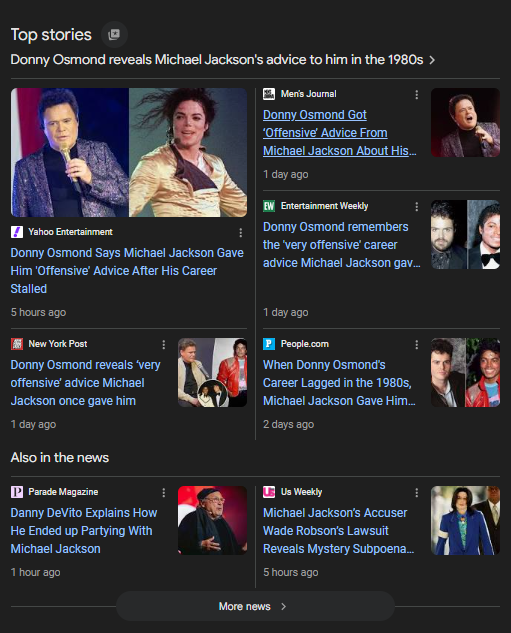 Top stories
Donny Osmond reveals Michael Jackson's advice to him in the 1980s
Yahoo Entertainment
Donny Osmond Says Michael Jackson Gave
Him 'Offensive' Advice After His Career
Stalled
5 hours ago
Men's Journal
Donny Osmond Got
'Offensive' Advice From
Michael Jackson About His...
1 day ago
EW
Entertainment Weekly
Donny Osmond remembers
the 'very offensive' career
advice Michael Jackson gav...
1 day ago
New York Post
Donny Osmond reveals 'very
offensive' advice Michael
Jackson once gave him
1 day ago
P
People.com
When Donny Osmond's
Career Lagged in the 1980s,
Michael Jackson Gave Him...
2 days ago
Also in the news
P
Parade Magazine
Danny DeVito Explains How
He Ended up Partying With
Michael Jackson
1 hour ago
Us
Us Weekly
Michael Jackson's Accuser
Wade Robson's Lawsuit
Reveals Mystery Subpoena...
5 hours ago
More news